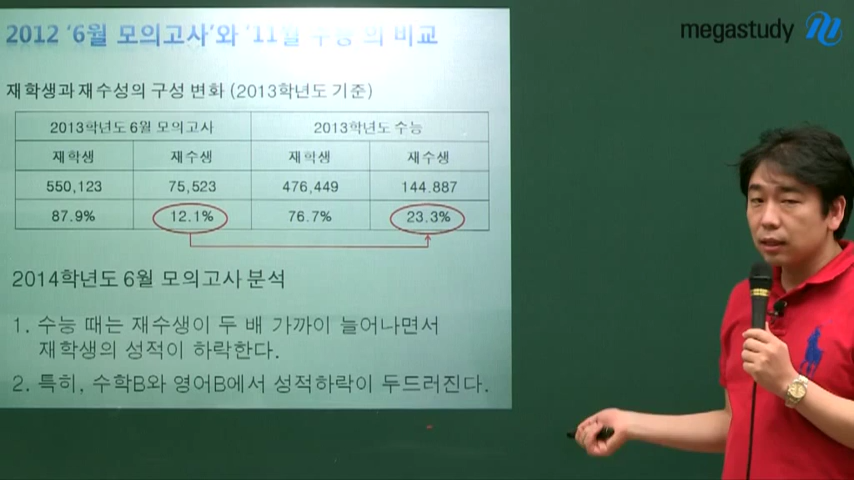 2012 '6월 모의고사'와 '11월 수능'의 비교
megastudy
재학생과 재수성의 구성 변화 (2013학년도 기준)
2013학년도 6월 모의고사 2013학년도 수능
재학생 재수생 재학생 재수생
550,123 75,523 476,449 144.887
87.9% 12.1% 76.7% 23.3%
2014학년도 6월 모의고사 분석
1. 수능 때는 재수생이 두 배 가까이 늘어나면서
재학생의 성적이 하락한다.
2. 특히, 수학B와 영어B에서 성적하락이 두드러진다.